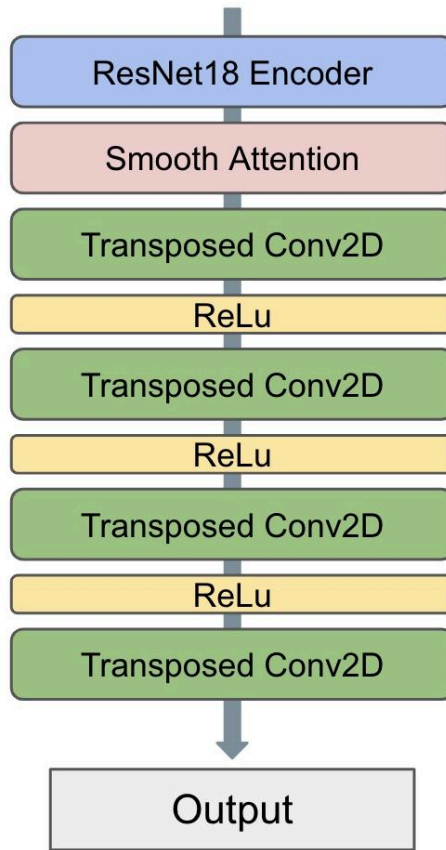 ResNet18 Encoder
Smooth Attention
Transposed Conv2D
ReLu
Transposed Conv2D
ReLu
Transposed Conv2D
ReLu
Transposed Conv2D
Output